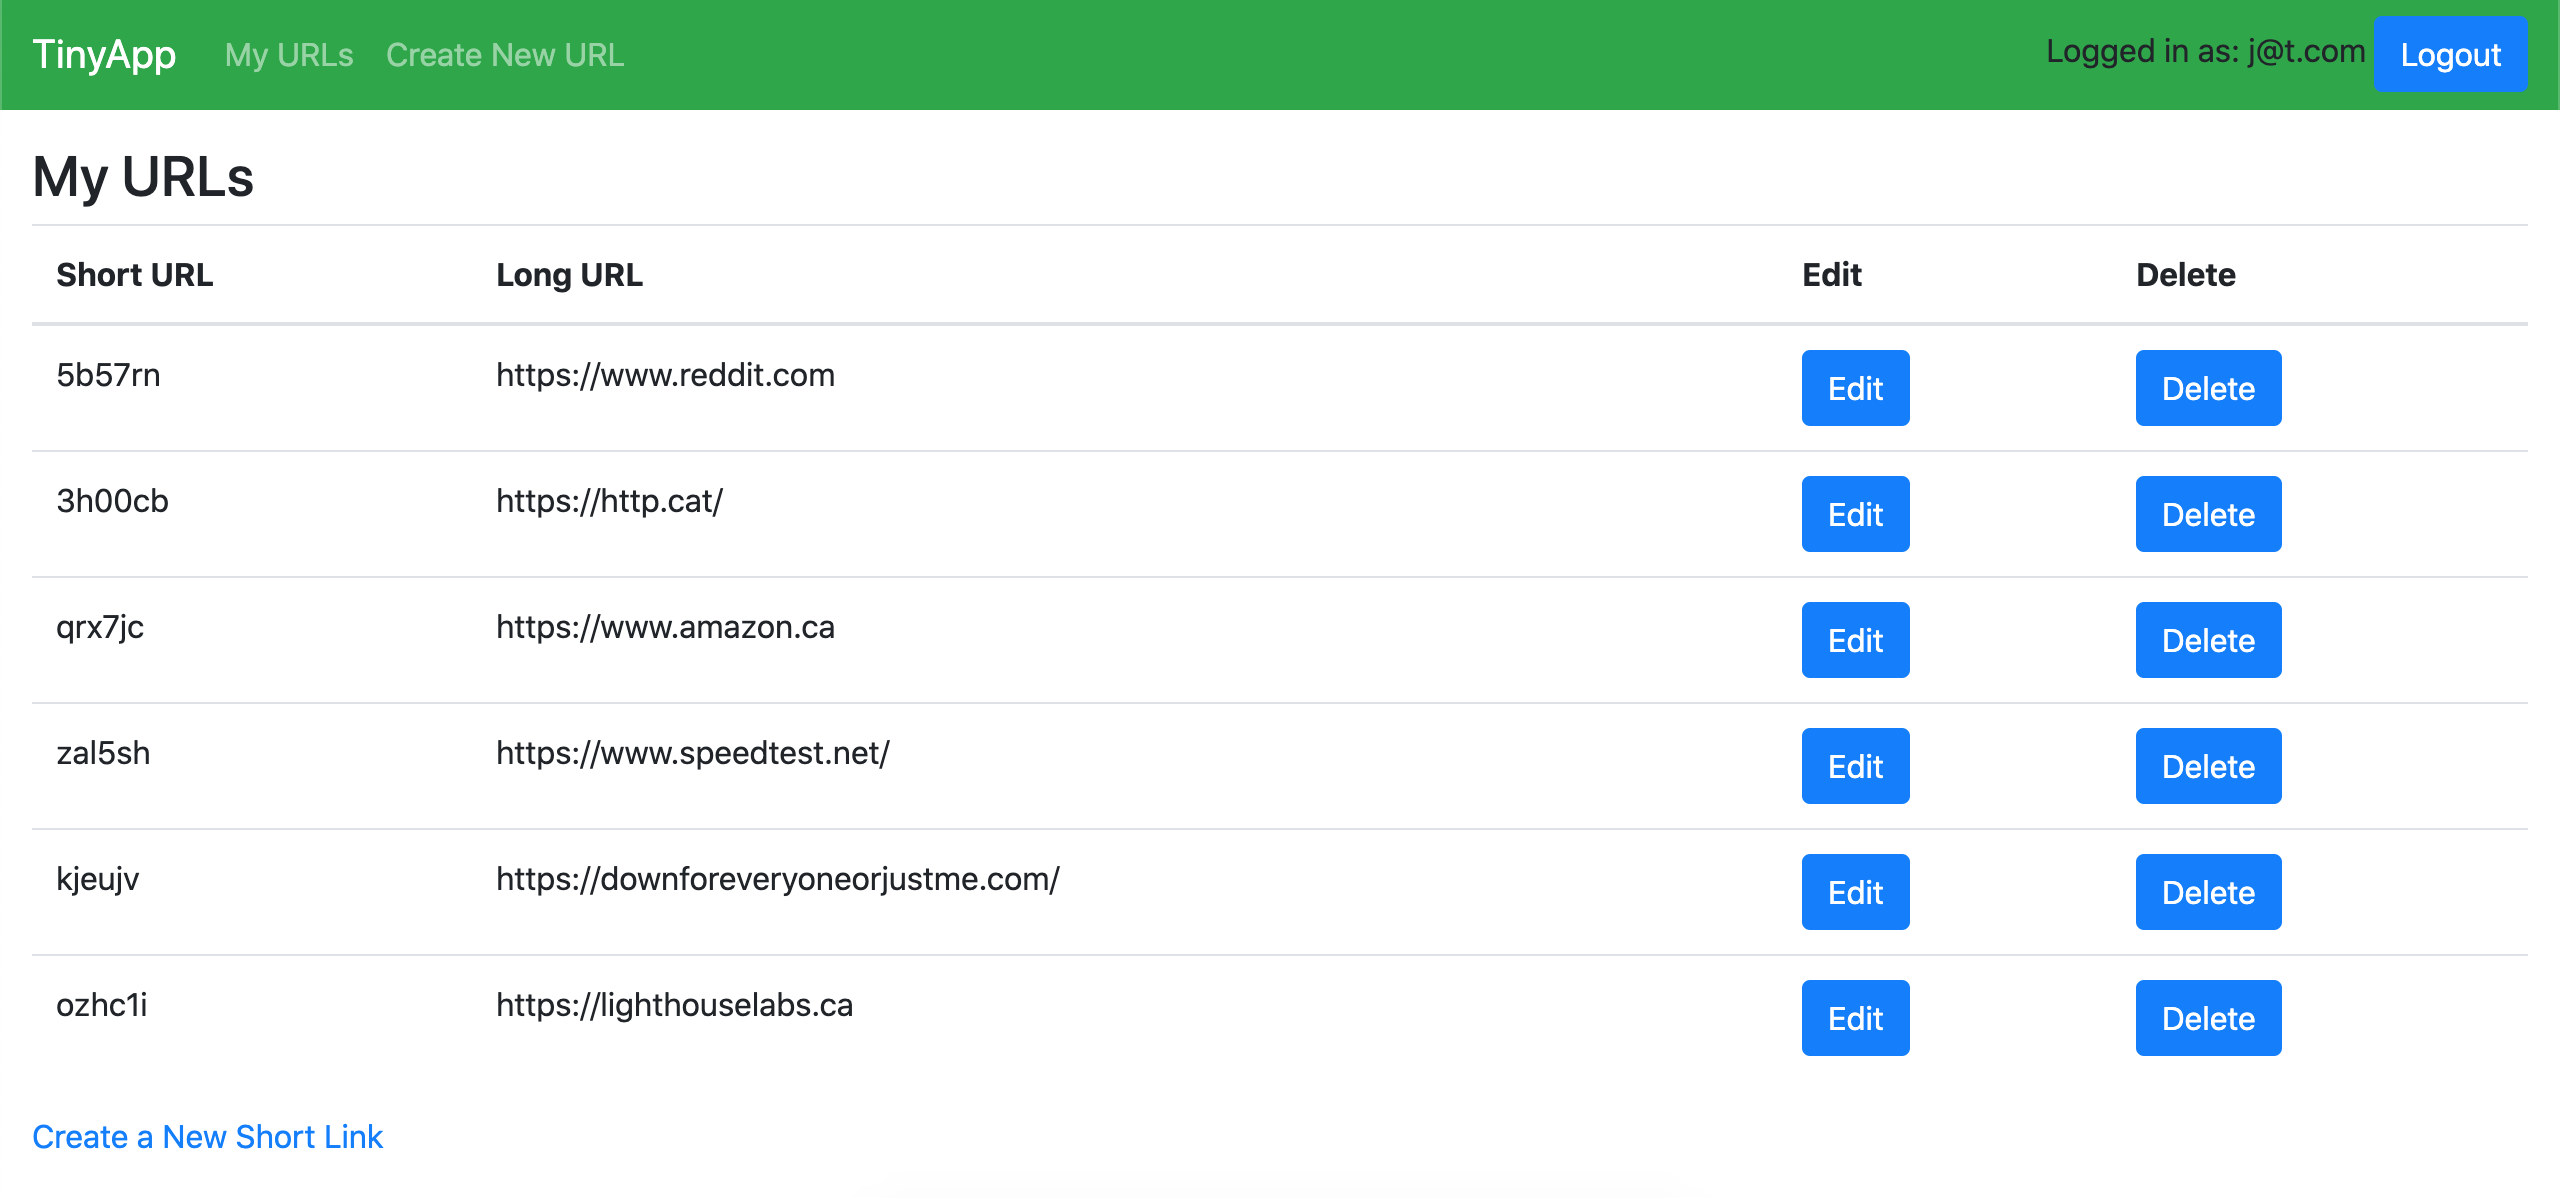 TinyApp My URLs Create New URL Logged in as: j@t.com Logout
My URLs
Short URL Long URL Edit Delete
5b57rn https://www.reddit.com Edit Delete
3h00cb https://http.cat/ Edit Delete
qrx7jc https://www.amazon.ca Edit Delete
zal5sh https://www.speedtest.net/ Edit Delete
kjeujv https://downforeveryoneorjustme.com/ Edit Delete
ozhc1i https://lighthouselabs.ca Edit Delete
Create a New Short Link